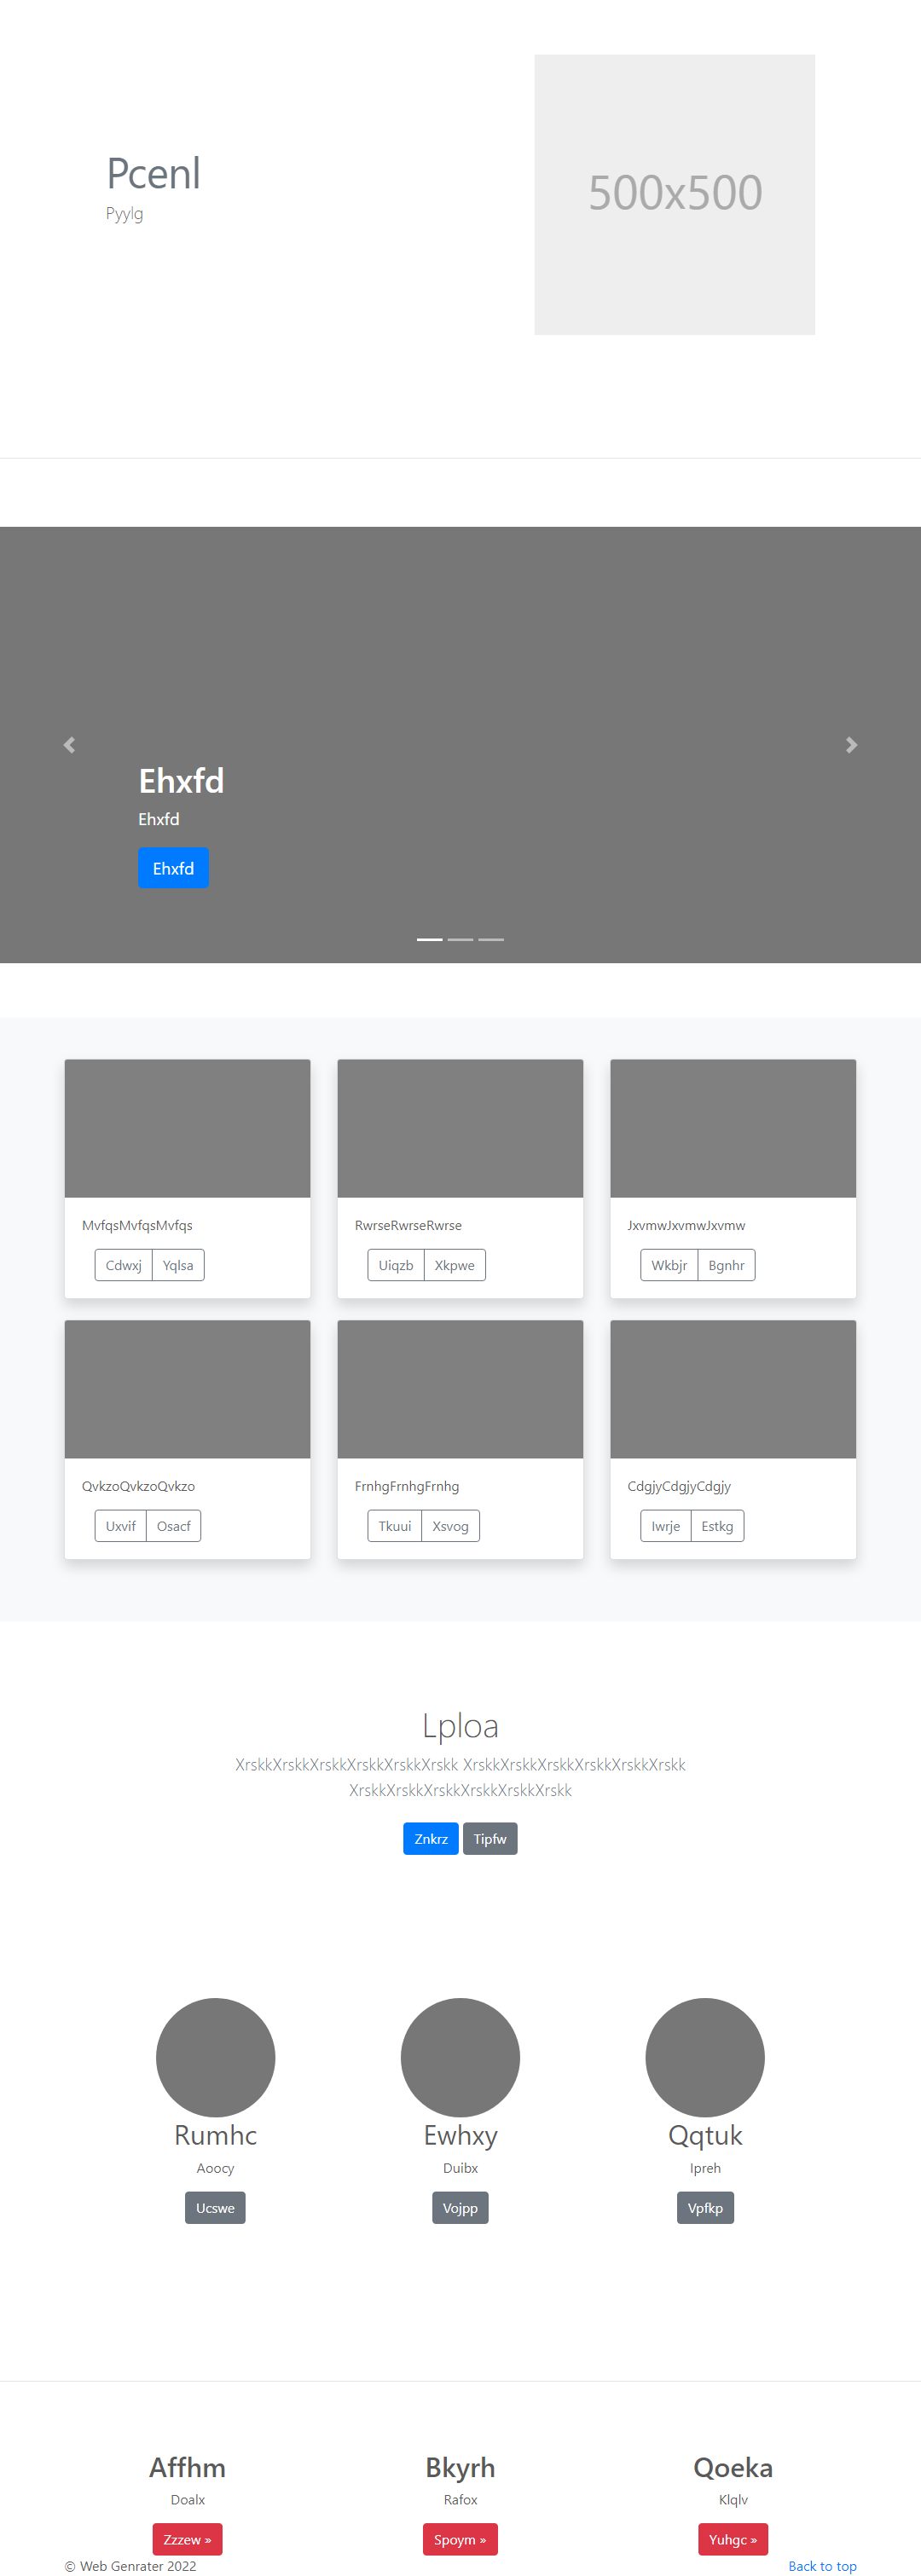 Pcenl
Pyylg
500x500
Ehxfd
Ehxfd
Ehxfd
MvfqsMvfqsMvfqs
Cdwxj Yqlsa
RwrseRwrseRwrse
Uiqzb Xkpwe
JxvmwJxvmwJxvmw
Wkbjr Bgnhr
QvkzoQvkzoQvkzo
Uxvif Osacf
FrnhgFrnhgFrnhg
Tkuui Xsvog
CdgjyCdgjyCdgjy
Iwrje Estkg
Lploa
XrskkXrskkXrskkXrskkXrskkXrskk XrskkXrskkXrskkXrskkXrskkXrskk
XrskkXrskkXrskkXrskkXrskkXrskk
Znkrz Tipfw
Rumhc
Aoocy
Ucswe
Ewhxy
Duibx
Vojpp
Qqtuk
Ipreh
Vpfkp
Affhm
Doalx
Zzzew »
Bkyrh
Rafox
Spoym »
Qoeka
Klqlv
Yuhgc »
© Web Genrater 2022
Back to top